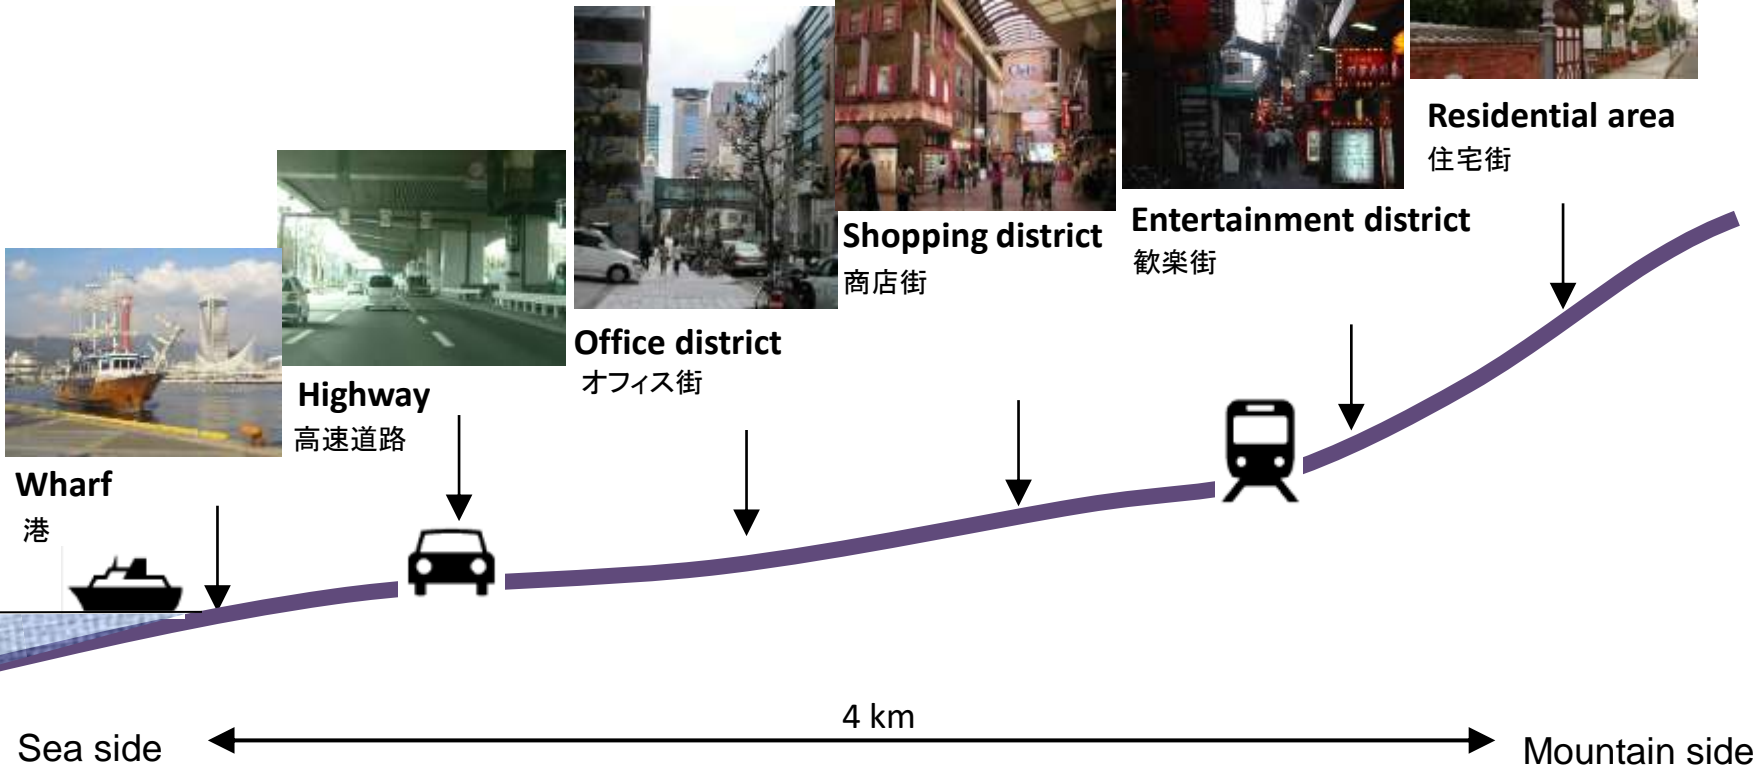 Residential area
住宅街
Entertainment district
歓楽街
Shopping district
商店街
Office district
オフィス街
Highway
高速道路
Wharf
港
4 km
Sea side
Mountain side